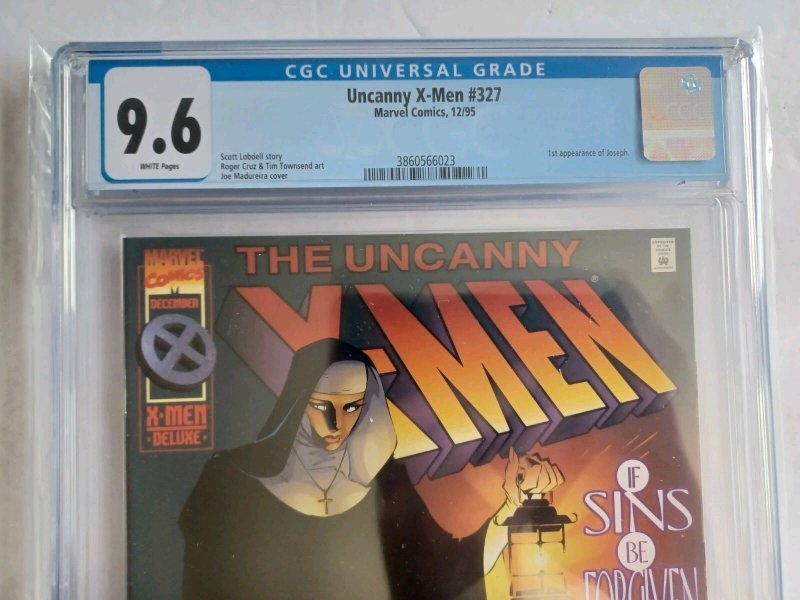 CGC UNIVERSAL GRADE
9.6
WHITE Pages
Uncanny X-Men #327
Marvel Comics, 12/95
Scott Lobdell story
Roger Cruz & Tim Townsend art
Joe Madureira cover
3860566023
1st appearance of Joseph.
CGC
MARVEL
COMICS
DECEMBER
X-MEN
DELUXE
THE UNCANNY
X-MEN
®
IF
SINS
BE
FORGIVEN